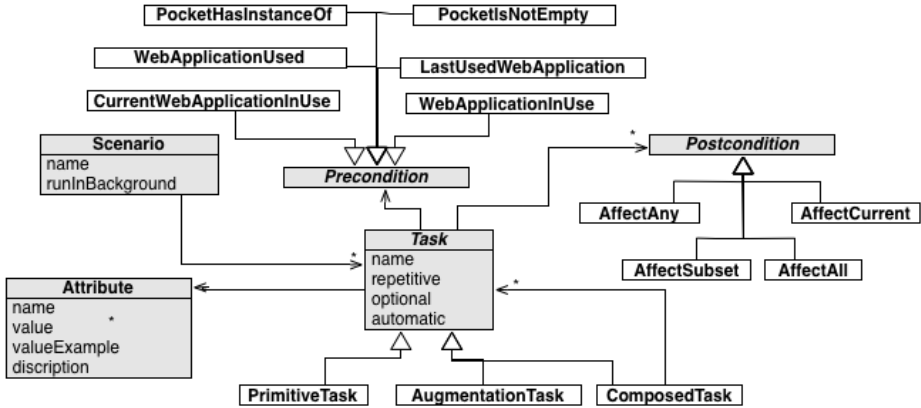 PocketHasInstanceOf
PocketIsNotEmpty
WebApplicationUsed
LastUsedWebApplication
CurrentWebApplicationInUse
WebApplicationInUse
Scenario
name
runInBackground
*
Postcondition
Precondition
AffectAny
AffectCurrent
Task
name
repetitive
optional
automatic
*
AffectSubset
AffectAll
Attribute
name
value
*
valueExample
discription
*
PrimitiveTask
AugmentationTask
ComposedTask